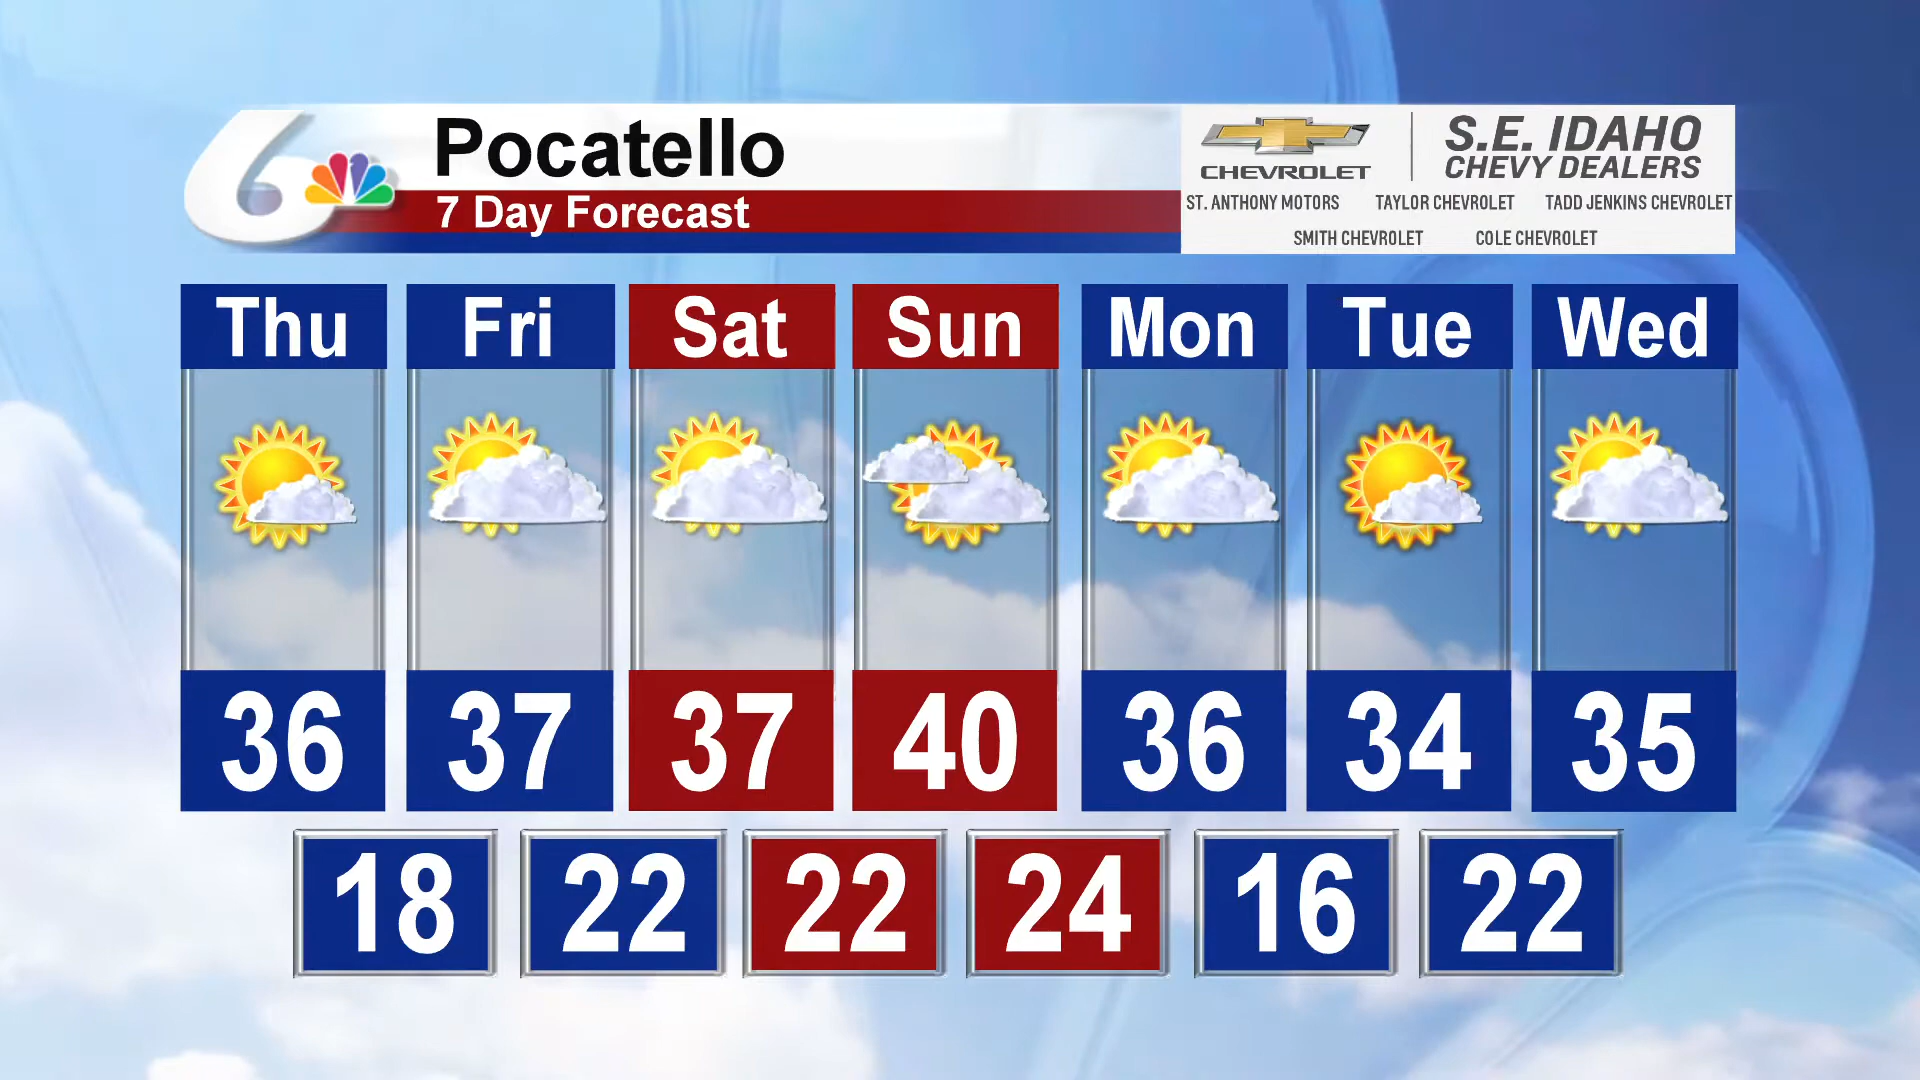 6
Pocatello
7 Day Forecast
CHEVROLET
S.E. IDAHO
CHEVY DEALERS
ST. ANTHONY MOTORS TAYLOR CHEVROLET TADD JENKINS CHEVROLET
SMITH CHEVROLET COLE CHEVROLET
Thu Fri Sat Sun Mon Tue Wed
36 37 37 40 36 34 35
18 22 22 24 16 22